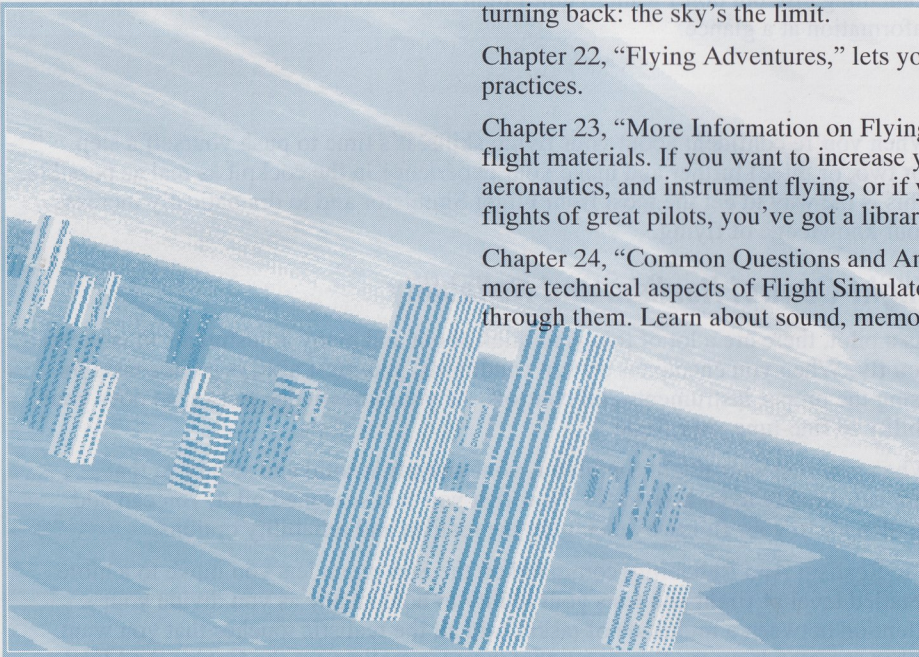 turning back: the sky’s the limit.
Chapter 22, “Flying Adventures,” lets yo
practices.
Chapter 23, “More Information on Flying
flight materials. If you want to increase y
aeronautics, and instrument flying, or if y
flights of great pilots, you’ve got a librar
Chapter 24, “Common Questions and An
more technical aspects of Flight Simulato
through them. Learn about sound, memo